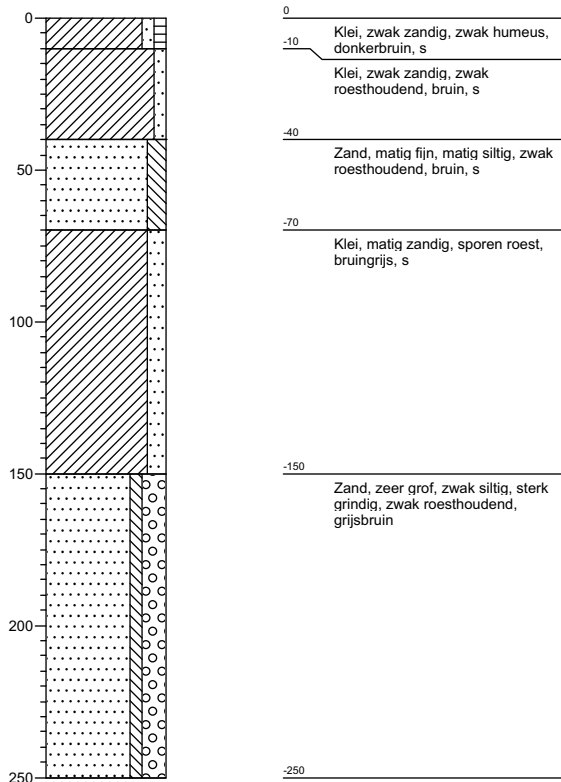 0
50
100
150
200
250
0
Klei, zwak zandig, zwak humeus,
donkerbruin, s
-10
Klei, zwak zandig, zwak
roesthoudend, bruin, s
-40
Zand, matig fijn, matig siltig, zwak
roesthoudend, bruin, s
-70
Klei, matig zandig, sporen roest,
bruingrijs, s
-150
Zand, zeer grof, zwak siltig, sterk
grindig, zwak roesthoudend,
grijsbruin
-250